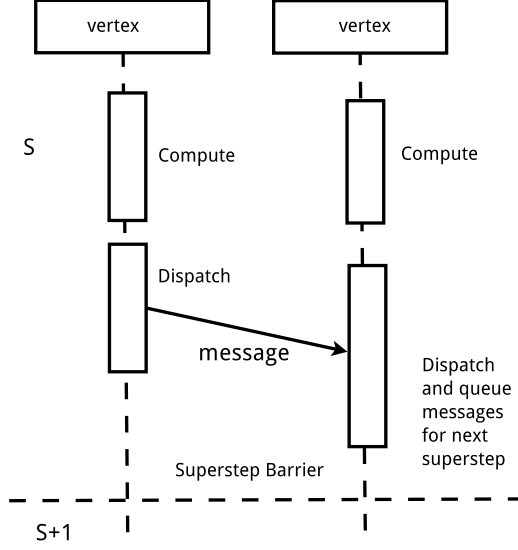 vertex
vertex
S
Compute
Compute
Dispatch
message
Dispatch
and queue
messages
for next
superstep
Superstep Barrier
S+1